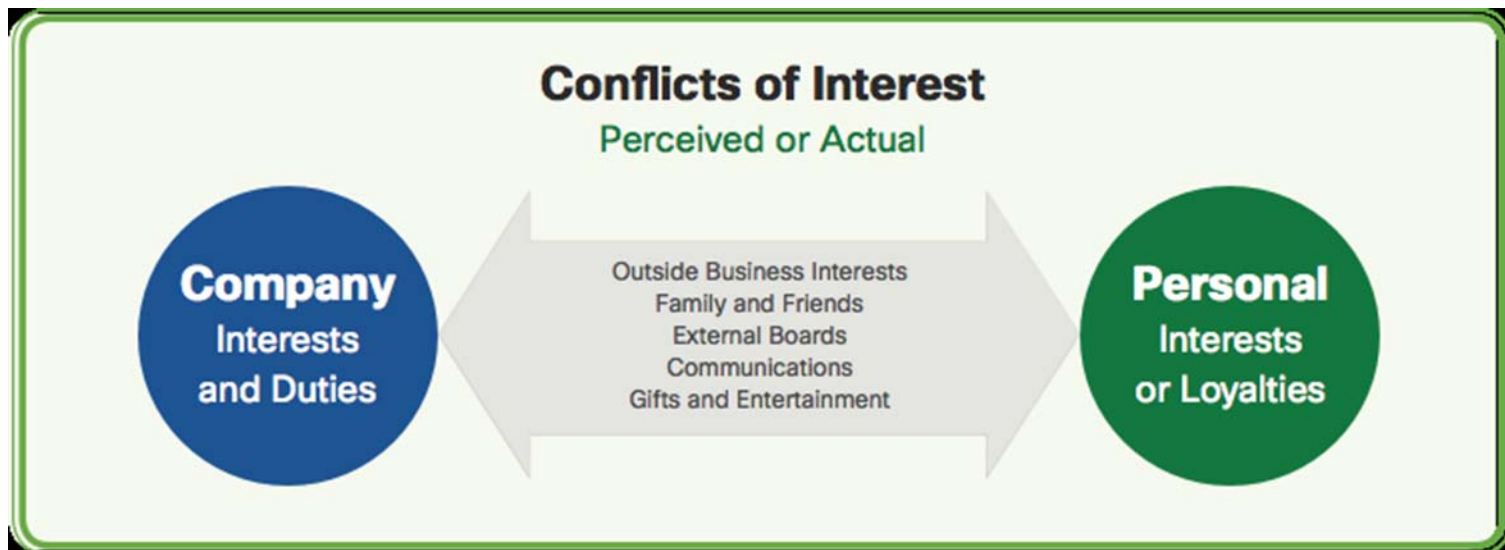 Conflicts of Interest
Perceived or Actual
Company
Interests
and Duties
Outside Business Interests
Family and Friends
External Boards
Communications
Gifts and Entertainment
Personal
Interests
or Loyalties